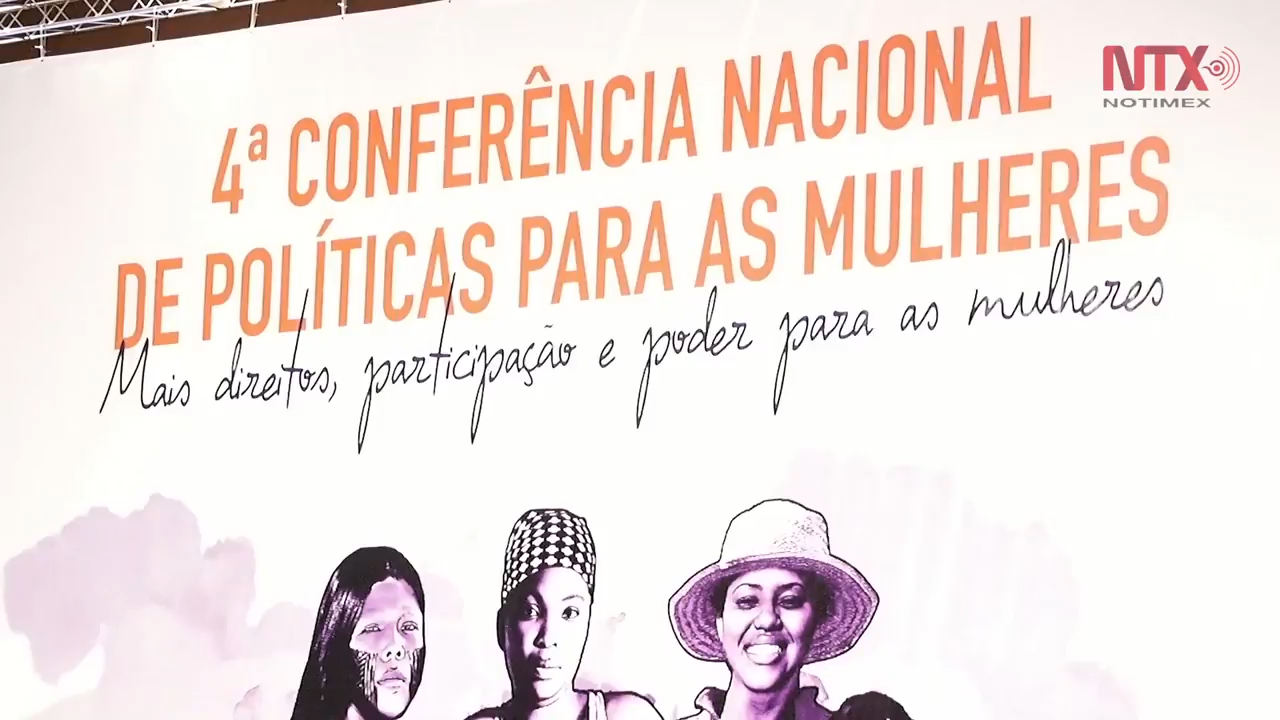 4ª CONFERÊNCIA NACIONAL
DE POLÍTICAS PARA AS MULHERES
Mais direitos, participação e poder para as mulheres
NTX
NOTIMEX